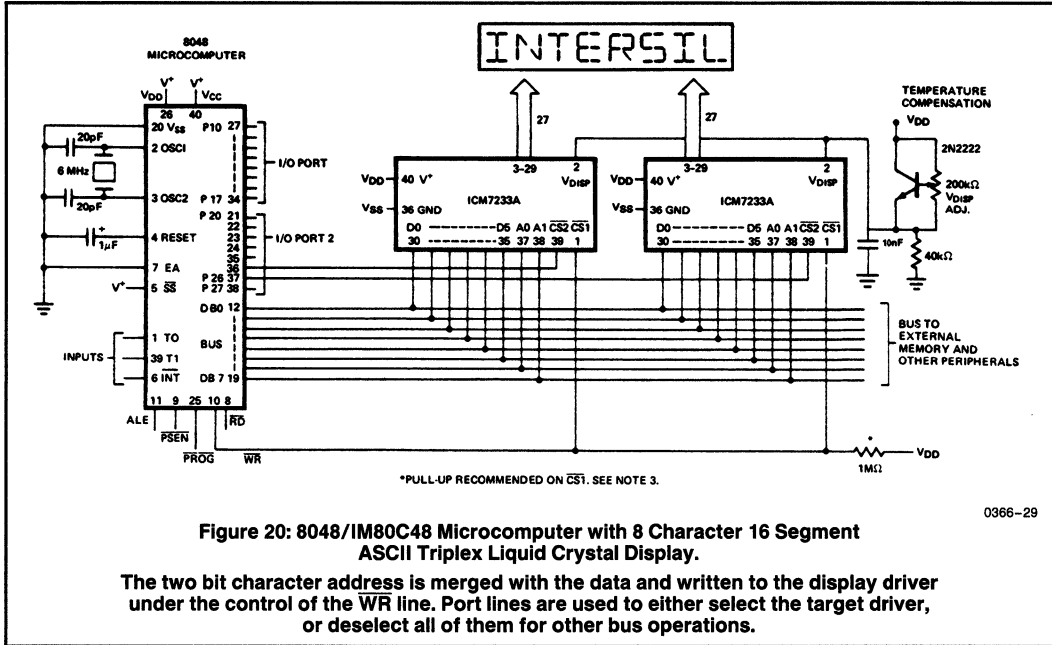 8048
MICROCOMPUTER
INTERSIL
V+
VDD
V+
VCC
26
40
20 VSS
P10 27
20pF
2 OSCI
6 MHz
I/O PORT
3 OSC2
P 17 34
20pF
P 20 21
22
23
24
35
36
I/O PORT 2
1µF
+
4 RESET
7 EA
P 26 37
P 27 38
V+
5 SS
DB0 12
1 TO
BUS
INPUTS
39 T1
6 INT
DB 7 19
11 9 25 10 8
ALE
PSEN
PROG
WR
RD
27
3-29
2
VDISP
VDD
40 V+
ICM7233A
VSS
36 GND
D0 D5 A0 A1 CS2 CS1
30 35 37 38 39 1
27
3-29
2
VDISP
VDD
40 V+
ICM7233A
VSS
36 GND
D0 D5 A0 A1 CS2 CS1
30 35 37 38 39 1
TEMPERATURE
COMPENSATION
VDD
2N2222
200kΩ
VDISP
ADJ.
10nF
40kΩ
BUS TO
EXTERNAL
MEMORY AND
OTHER PERIPHERALS
*
1MΩ
VDD
*PULL-UP RECOMMENDED ON CS1. SEE NOTE 3.
0366-29
Figure 20: 8048/IM80C48 Microcomputer with 8 Character 16 Segment
ASCII Triplex Liquid Crystal Display.
The two bit character address is merged with the data and written to the display driver
under the control of the WR line. Port lines are used to either select the target driver,
or deselect all of them for other bus operations.